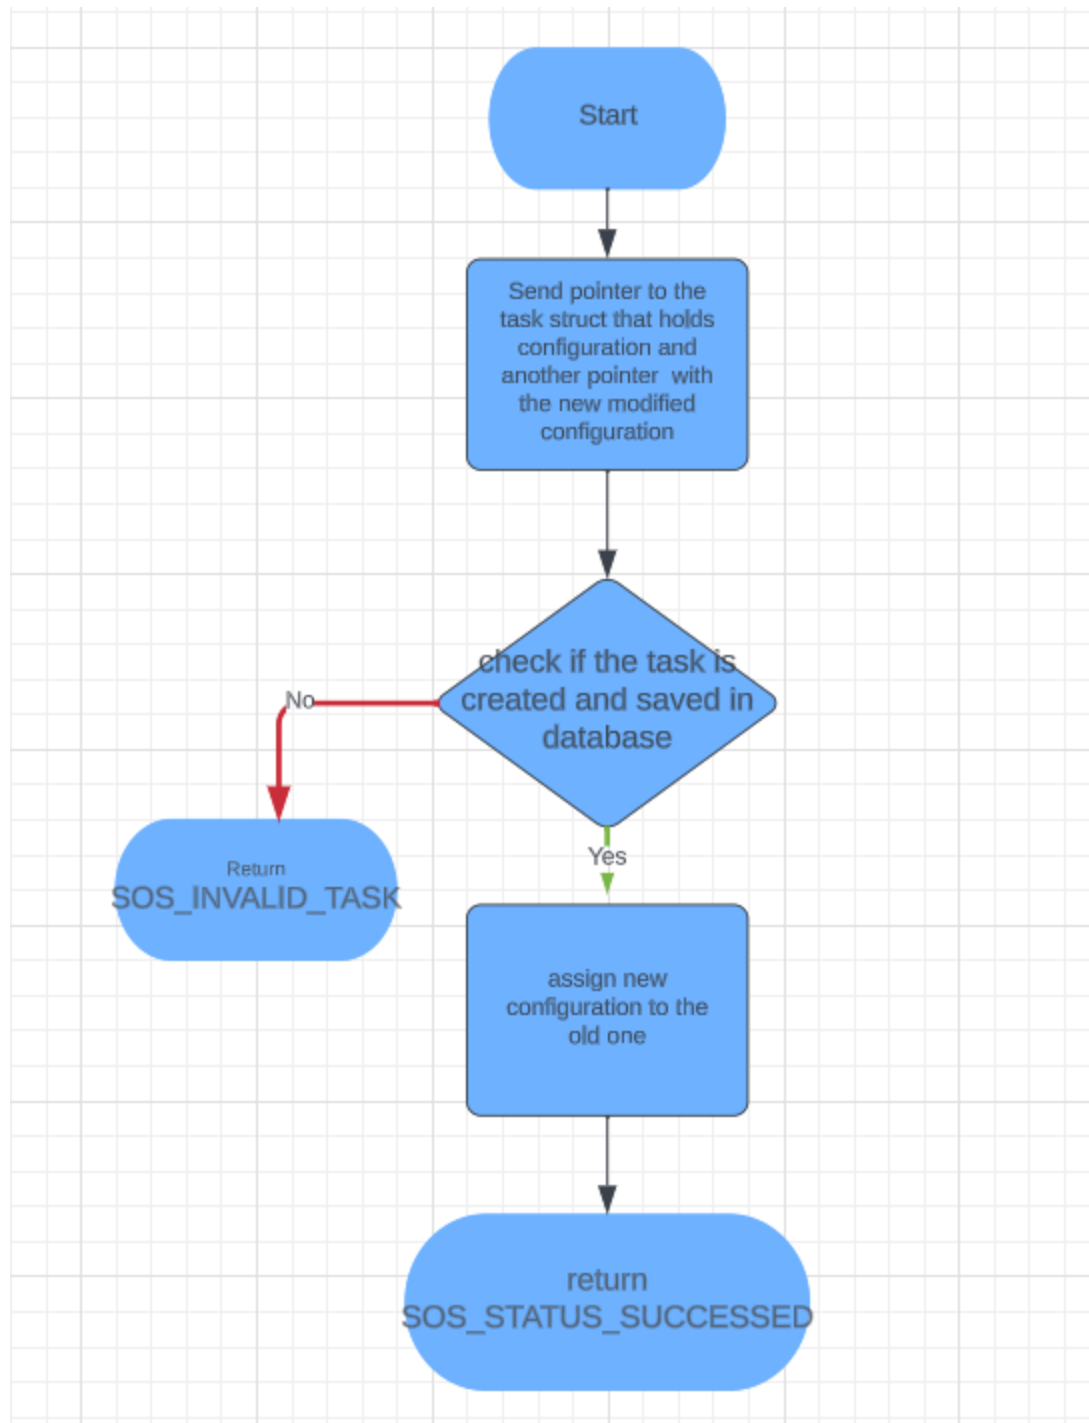 Start
Send pointer to the
task struct that holds
configuration and
another pointer  with
the new modified
configuration
check if the task is
created and saved in
database
No
Yes
Return
SOS_INVALID_TASK
assign new
configuration to the
old one
return
SOS_STATUS_SUCCESSED